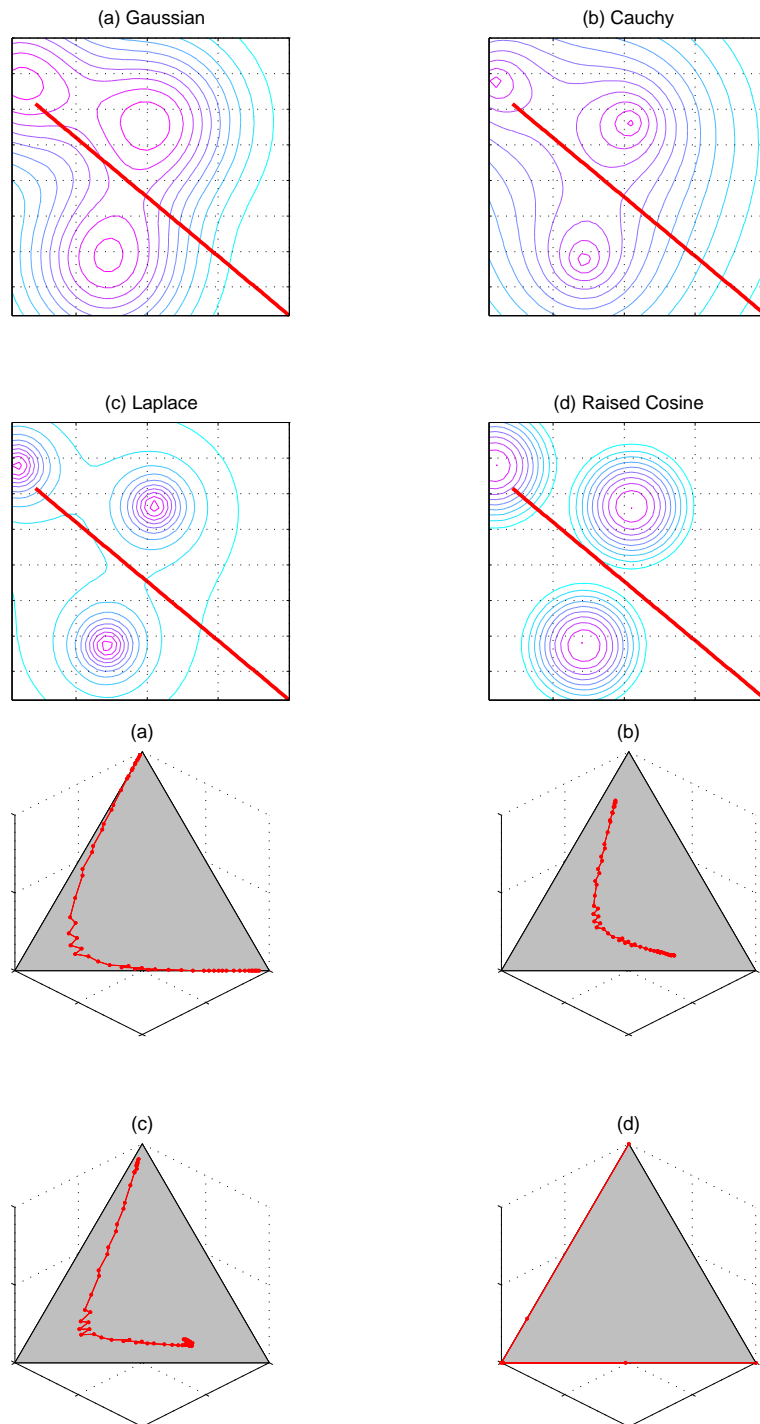 (a) Gaussian
(b) Cauchy
(c) Laplace
(d) Raised Cosine
(a)
(b)
(c)
(d)